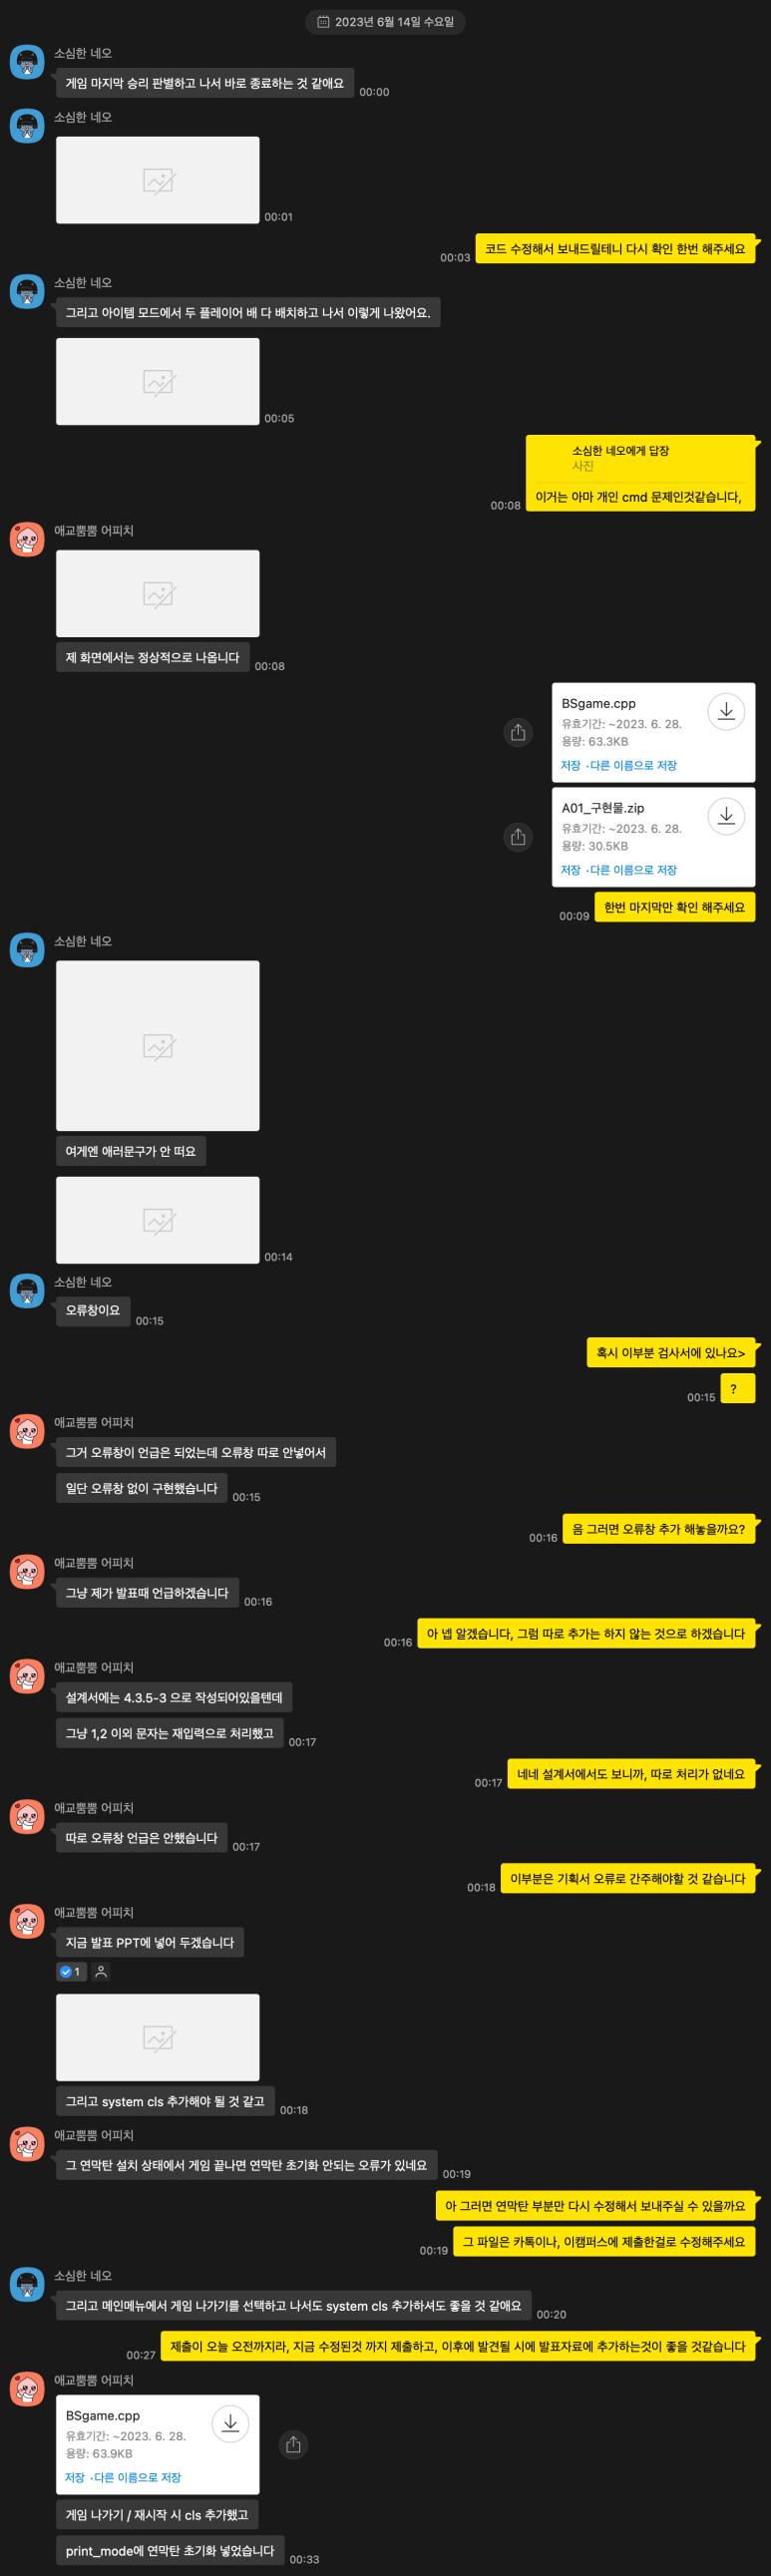 2023년 6월 14일 수요일
소심한 네오
게임 마지막 승리 판별하고 나서 바로 종료하는 것 같애요
00:00
소심한 네오
00:01
코드 수정해서 보내드릴테니 다시 확인 한번 해주세요
00:03
소심한 네오
그리고 아이템 모드에서 두 플레이어 배 다 배치하고 나서 이렇게 나왔어요.
00:05
소심한 네오에게 답장
사진
이거는 아마 개인 cmd 문제인것같습니다,
00:08
애교뿜뿜 어피치
제 화면에서는 정상적으로 나옵니다
00:08
BSgame.cpp
유효기간: ~2023. 6. 28.
용량: 63.3KB
저장 ·다른 이름으로 저장
A01_구현물.zip
유효기간: ~2023. 6. 28.
용량: 30.5KB
저장 ·다른 이름으로 저장
한번 마지막만 확인 해주세요
00:09
소심한 네오
여게엔 애러문구가 안 떠요
00:14
소심한 네오
오류창이요
00:15
혹시 이부분 검사서에 있나요>
?
00:15
애교뿜뿜 어피치
그거 오류창이 언급은 되었는데 오류창 따로 안넣어서
일단 오류창 없이 구현했습니다
00:15
음 그러면 오류창 추가 해놓을까요?
00:16
애교뿜뿜 어피치
그냥 제가 발표때 언급하겠습니다
00:16
아 넵 알겠습니다, 그럼 따로 추가는 하지 않는 것으로 하겠습니다
00:16
애교뿜뿜 어피치
설계서에는 4.3.5-3 으로 작성되어있을텐데
그냥 1,2 이외 문자는 재입력으로 처리했고
00:17
네네 설계서에서도 보니까, 따로 처리가 없네요
00:17
애교뿜뿜 어피치
따로 오류창 언급은 안했습니다
00:17
이부분은 기획서 오류로 간주해야할 것 같습니다
00:18
애교뿜뿜 어피치
지금 발표 PPT에 넣어 두겠습니다
1
그리고 system cls 추가해야 될 것 같고
00:18
애교뿜뿜 어피치
그 연막탄 설치 상태에서 게임 끝나면 연막탄 초기화 안되는 오류가 있네요
00:19
아 그러면 연막탄 부분만 다시 수정해서 보내주실 수 있을까요
그 파일은 카톡이나, 이캠퍼스에 제출한걸로 수정해주세요
00:19
소심한 네오
그리고 메인메뉴에서 게임 나가기를 선택하고 나서도 system cls 추가하셔도 좋을 것 같애요
00:20
제출이 오늘 오전까지라, 지금 수정된것 까지 제출하고, 이후에 발견될 시에 발표자료에 추가하는것이 좋을 것같습니다
00:27
애교뿜뿜 어피치
BSgame.cpp
유효기간: ~2023. 6. 28.
용량: 63.9KB
저장 ·다른 이름으로 저장
게임 나가기 / 재시작 시 cls 추가했고
print_mode에 연막탄 초기화 넣었습니다
00:33